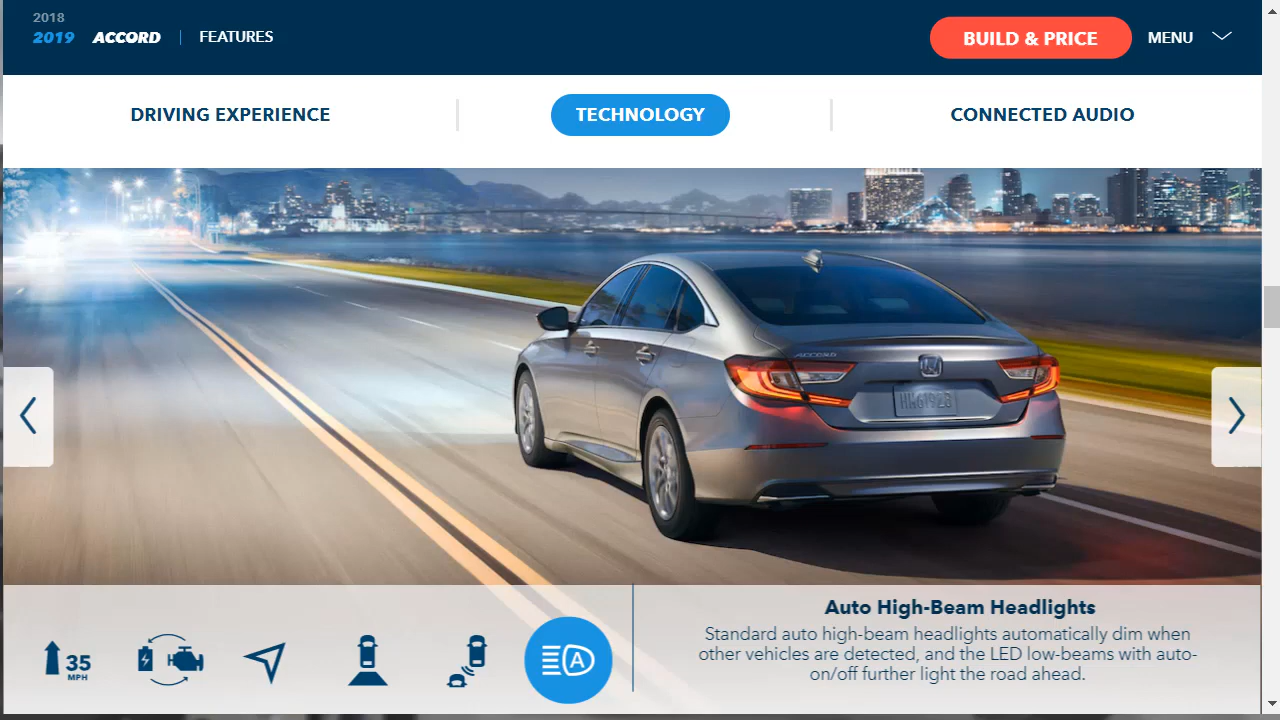 2018
2019 ACCORD | FEATURES
BUILD & PRICE
MENU
DRIVING EXPERIENCE
TECHNOLOGY
CONNECTED AUDIO
ACCORD
35
MPH
A
Auto High-Beam Headlights
Standard auto high-beam headlights automatically dim when
other vehicles are detected, and the LED low-beams with auto-
on/off further light the road ahead.